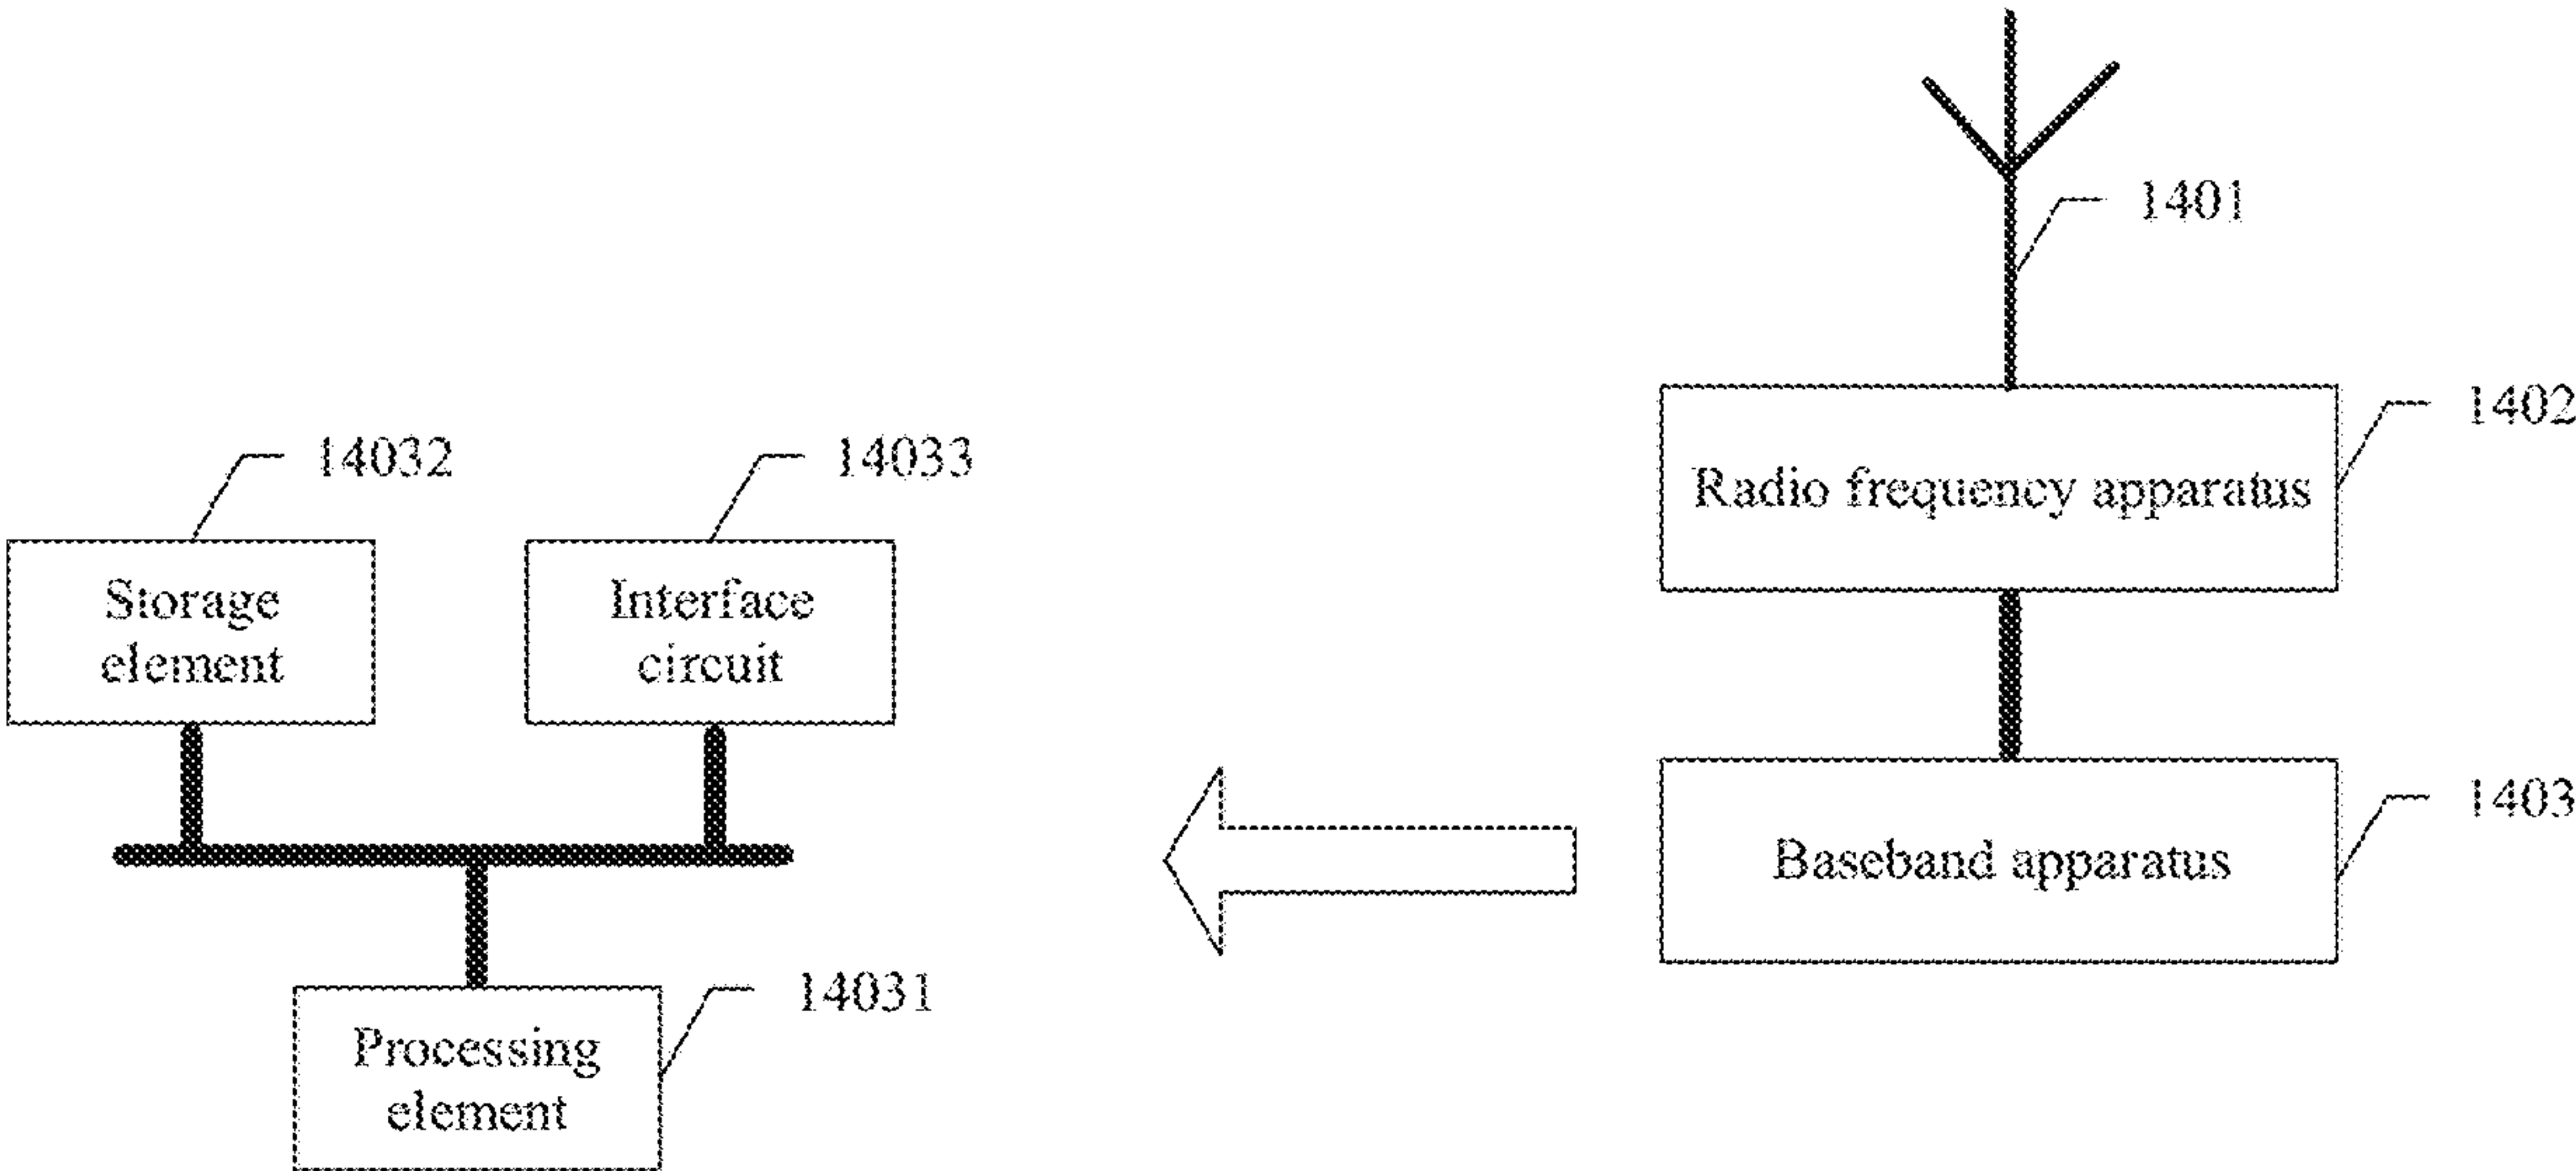 1401
1402
Radio frequency apparatus
14032
14033
Storage
element
Interface
circuit
1403
Baseband apparatus
14031
Processing
element